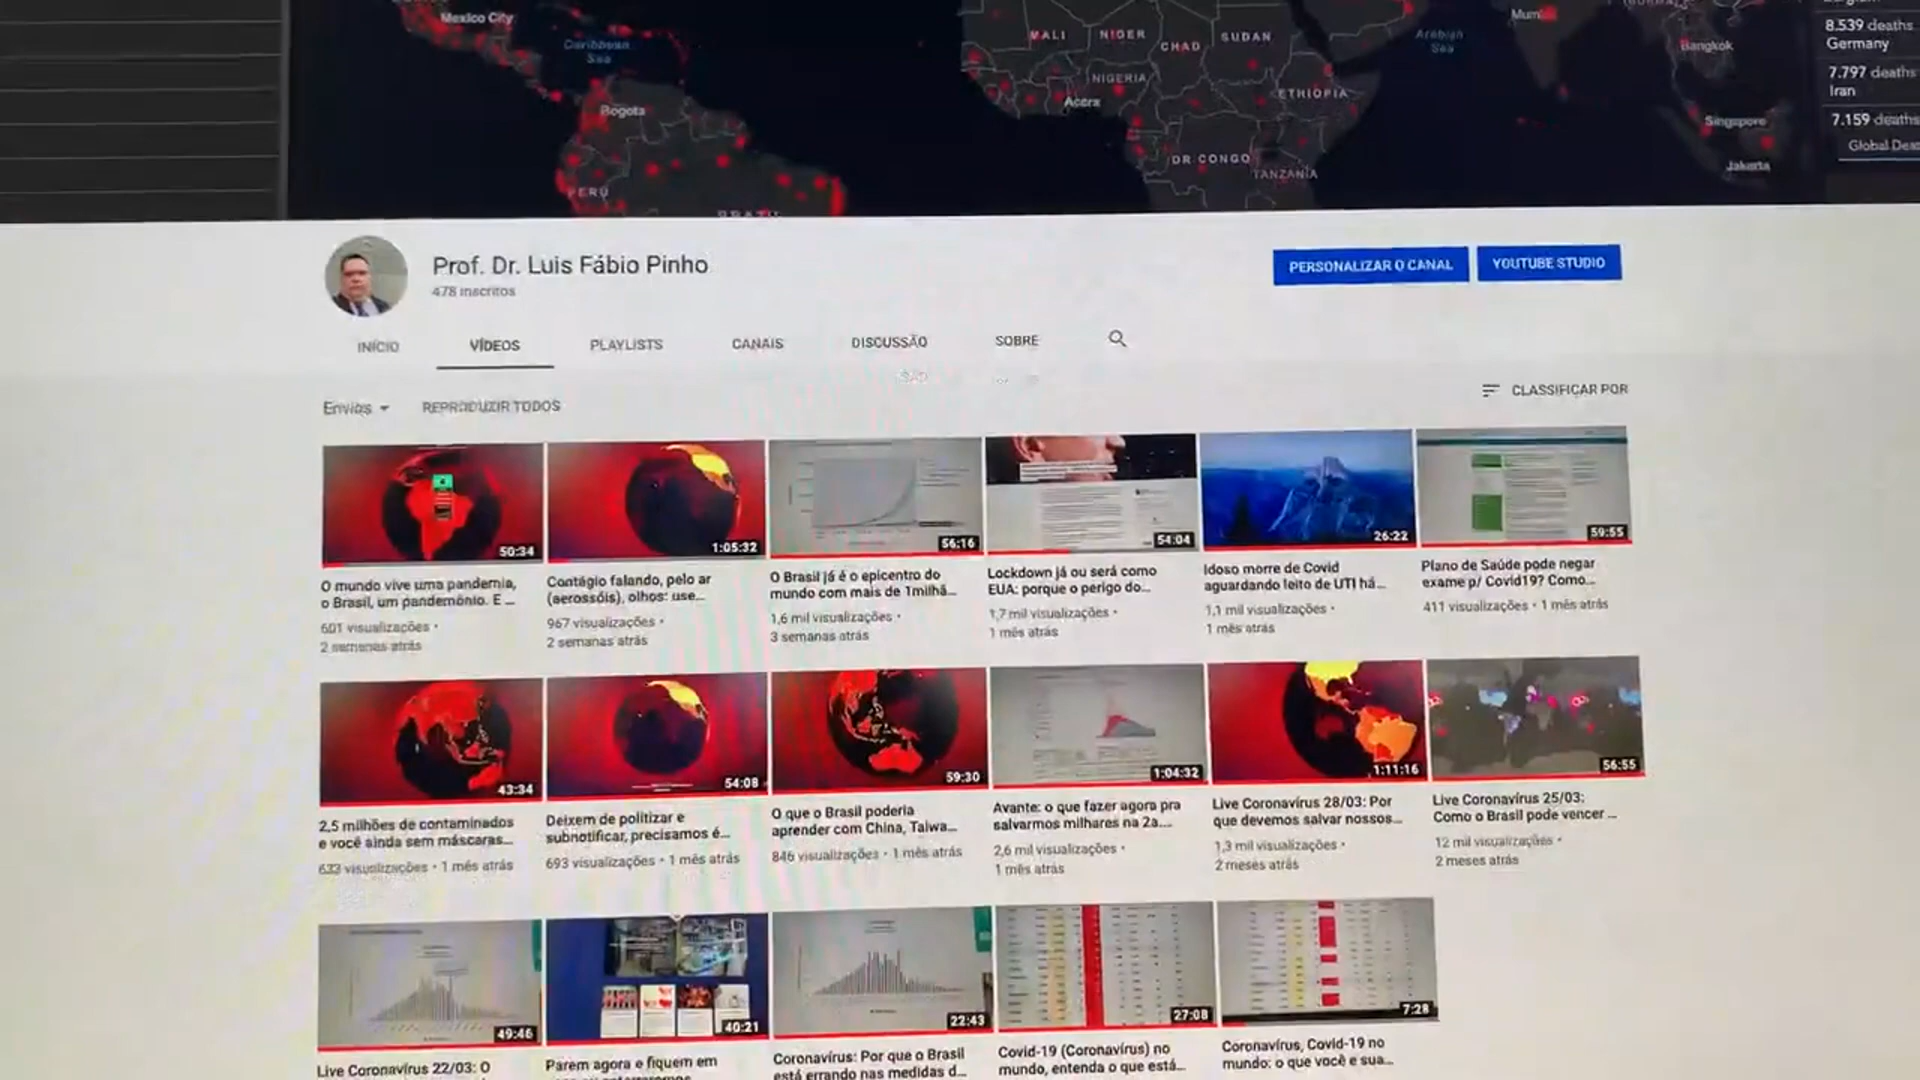 Mexico City
Caribbean
Sea
Bogota
PERÚ
MALI
NIGER
CHAD
SUDAN
NIGERIA
Accra
ETHIOPIA
DR CONGO
TANZANIA
Arabian
Sea
Bangkok
Singapore
Jakarta
8.539 deaths
Germany
7.797 deaths
Iran
7.159 deaths
Global
Prof. Dr. Luis Fábio Pinho
478 inscritos
PERSONALIZAR O CANAL
YOUTUBE STUDIO
INÍCIO
VÍDEOS
PLAYLISTS
CANAIS
DISCUSSÃO
SOBRE
Envios
REPRODUZIR TODOS
CLASSIFICAR POR
50:34
1:05:32
56:16
54:04
26:22
59:55
O mundo vive uma pandemia,
o Brasil, um pandemônio. E ...
601 visualizações •
2 semanas atrás
Contágio falando, pelo ar
(aerossóis), olhos: use...
967 visualizações •
2 semanas atrás
O Brasil já é o epicentro do
mundo com mais de 1milhã...
1,6 mil visualizações •
3 semanas atrás
Lockdown já ou será como
EUA: porque o perigo do...
1,7 mil visualizações •
1 mês atrás
Idoso morre de Covid
aguardando leito de UTI há...
1,1 mil visualizações •
1 mês atrás
Plano de Saúde pode negar
exame p/ Covid19? Como...
411 visualizações • 1 mês atrás
43:34
54:08
59:30
1:04:32
1:11:16
56:55
2,5 milhões de contaminados
e você ainda sem máscaras...
633 visualizações • 1 mês atrás
Deixem de politizar e
subnotificar, precisamos é...
693 visualizações • 1 mês atrás
O que o Brasil poderia
aprender com China, Taiwa...
846 visualizações • 1 mês atrás
Avante: o que fazer agora pra
salvarmos milhares na 2a....
2,6 mil visualizações •
1 mês atrás
Live Coronavírus 28/03: Por
que devemos salvar nossos...
1,3 mil visualizações •
2 meses atrás
Live Coronavírus 25/03:
Como o Brasil pode vencer ...
12 mil visualizações •
2 meses atrás
49:46
40:21
22:43
27:08
7:28
Live Coronavírus 22/03: O
Parem agora e fiquem em
Coronavírus: Por que o Brasil
está errando nas medidas d...
Covid-19 (Coronavírus) no
mundo, entenda o que está...
Coronavírus, Covid-19 no
mundo: o que você e sua...